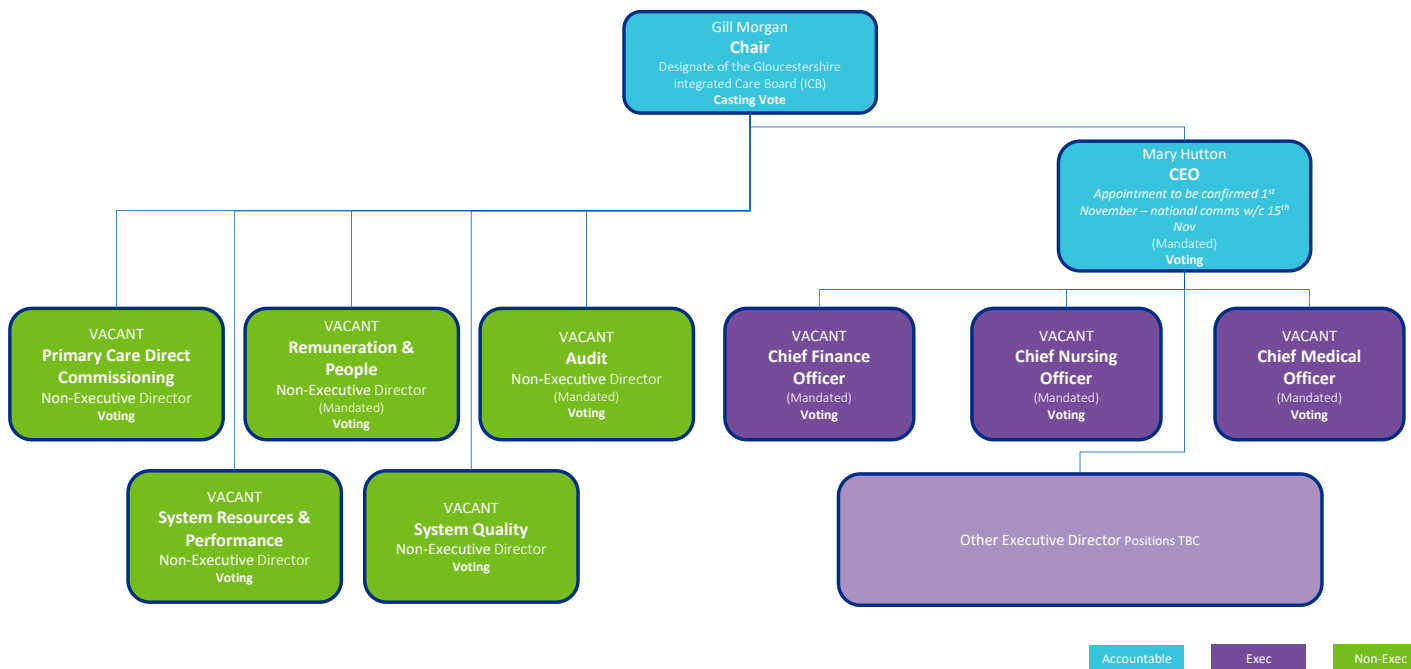 Gill Morgan
Chair
Designate of the Gloucestershire
Integrated Care Board (ICB)
Casting Vote
Mary Hutton
CEO
Appointment to be confirmed 1st
November – national comms w/c 15th
Nov
(Mandated)
Voting
VACANT
Primary Care Direct
Commissioning
Non-Executive Director
Voting
VACANT
Remuneration &
People
Non-Executive Director
(Mandated)
Voting
VACANT
Audit
Non-Executive Director
(Mandated)
Voting
VACANT
Chief Finance
Officer
(Mandated)
Voting
VACANT
Chief Nursing
Officer
(Mandated)
Voting
VACANT
Chief Medical
Officer
(Mandated)
Voting
VACANT
System Resources &
Performance
Non-Executive Director
Voting
VACANT
System Quality
Non-Executive Director
Voting
Other Executive Director Positions TBC
Accountable
Exec
Non-Exec